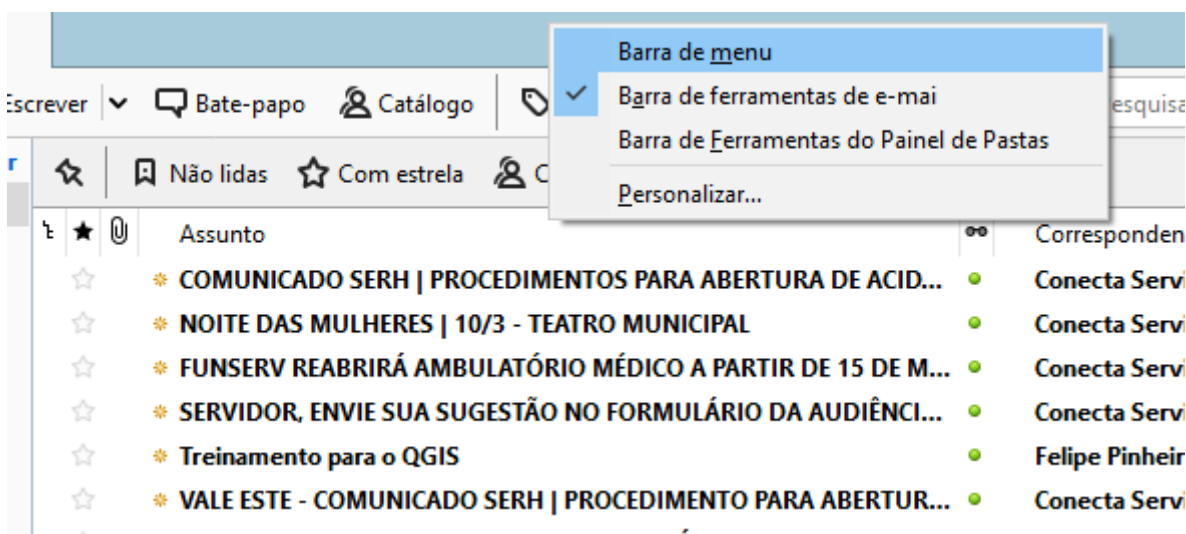 Barra de menu
Barra de ferramentas de e-mai
Barra de Ferramentas do Painel de Pastas
Personalizar...
Escrever Bate-papo Catálogo esquisa
r Não lidas Com estrela C
Assunto Corresponden
COMUNICADO SERH | PROCEDIMENTOS PARA ABERTURA DE ACID... Conecta Servi
NOITE DAS MULHERES | 10/3 - TEATRO MUNICIPAL Conecta Servi
FUNSERV REABRIRÁ AMBULATÓRIO MÉDICO A PARTIR DE 15 DE M... Conecta Servi
SERVIDOR, ENVIE SUA SUGESTÃO NO FORMULÁRIO DA AUDIÊNCI... Conecta Servi
Treinamento para o QGIS Felipe Pinheir
VALE ESTE - COMUNICADO SERH | PROCEDIMENTO PARA ABERTUR... Conecta Servi